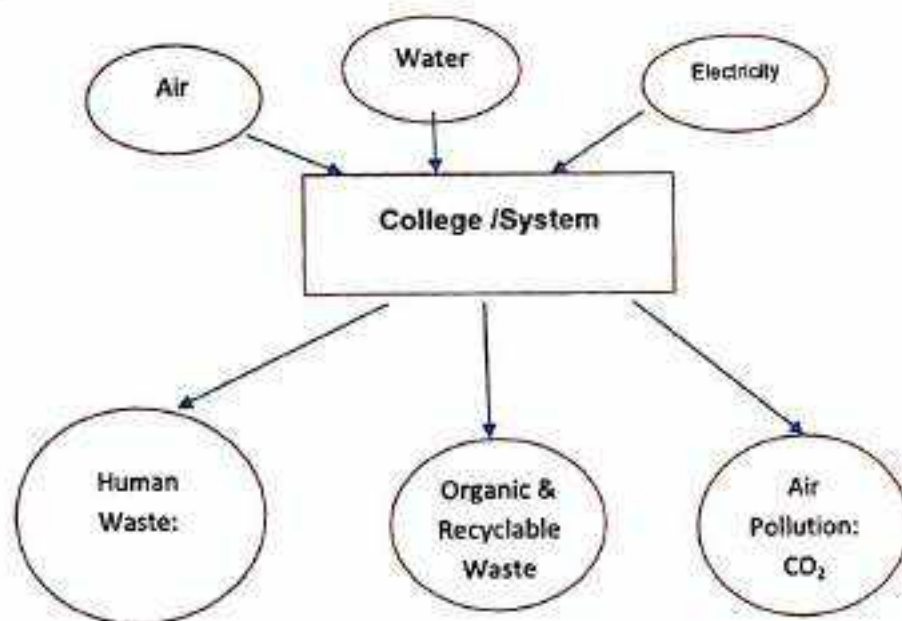 Air
Water
Electricity
College /System
Human
Waste:
Organic &
Recyclable
Waste
Air
Pollution:
CO₂